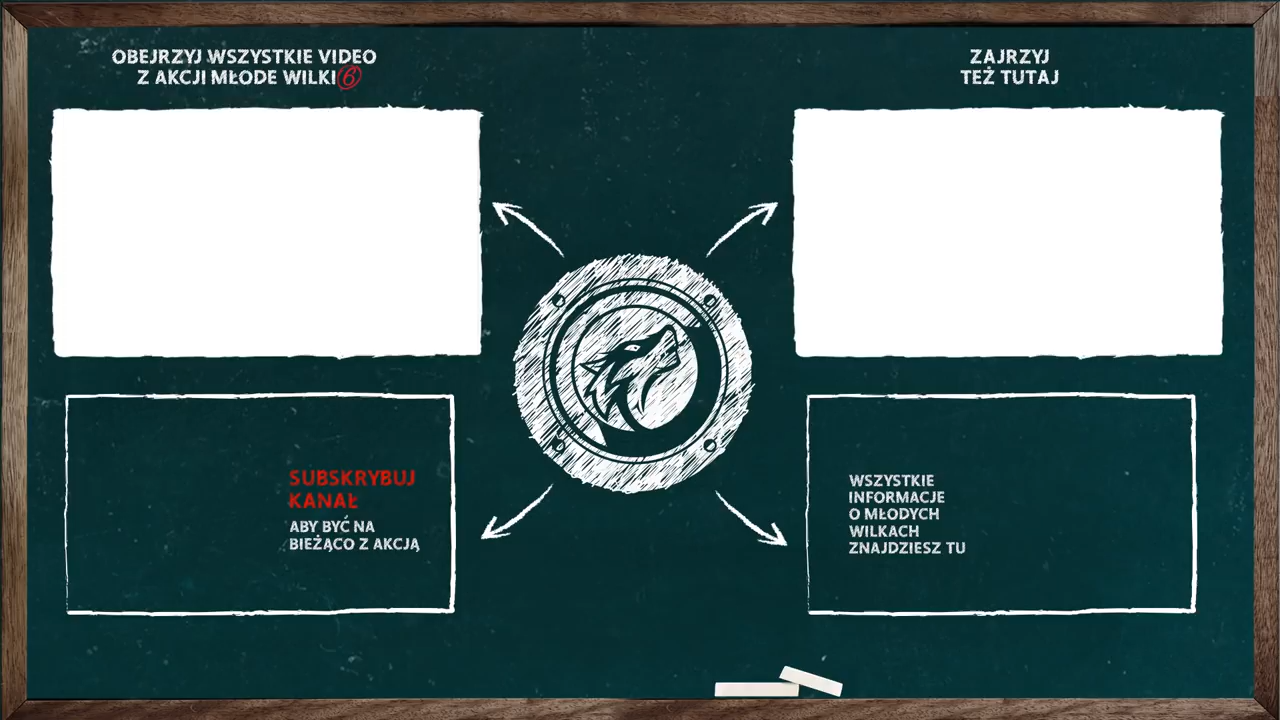 OBEJRZYJ WSZYSTKIE VIDEO
Z AKCJI MŁODE WILKI 6
ZAJRZYJ
TEŻ TUTAJ
SUBSKRYBUJ
KANAŁ
ABY BYĆ NA
BIEŻĄCO Z AKCJĄ
WSZYSTKIE
INFORMACJE
O MŁODYCH
WILKACH
ZNAJDZIESZ TU